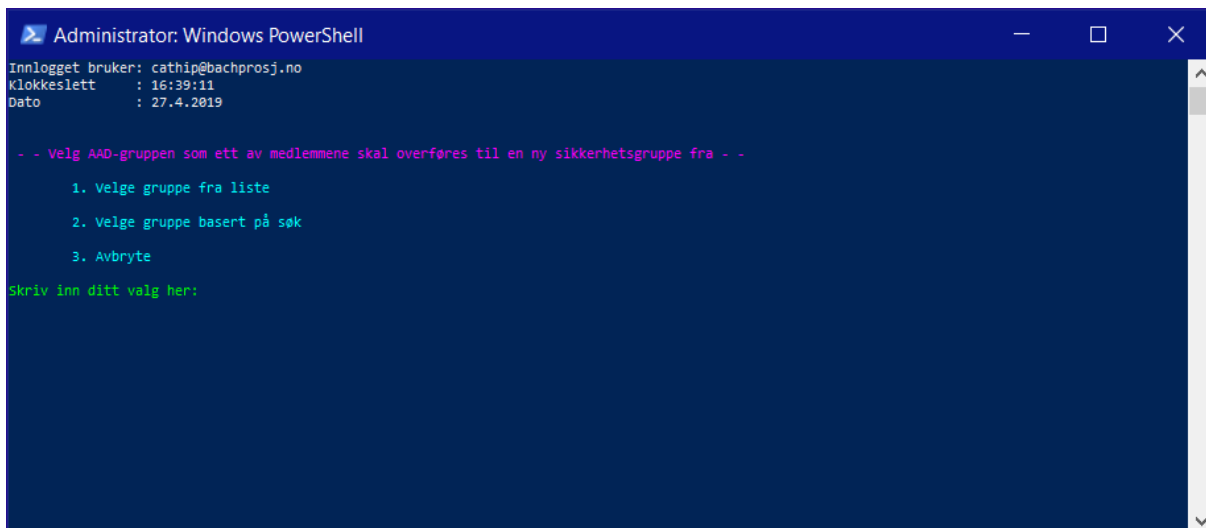 Administrator: Windows PowerShell
Innlogget bruker: cathip@bachprosj.no
Klokkeslett : 16:39:11
Dato : 27.4.2019
- - Velg AAD-gruppen som ett av medlemmene skal overføres til en ny sikkerhetsgruppe fra - -
1. Velge gruppe fra liste
2. Velge gruppe basert på søk
3. Avbryte
Skriv inn ditt valg her: